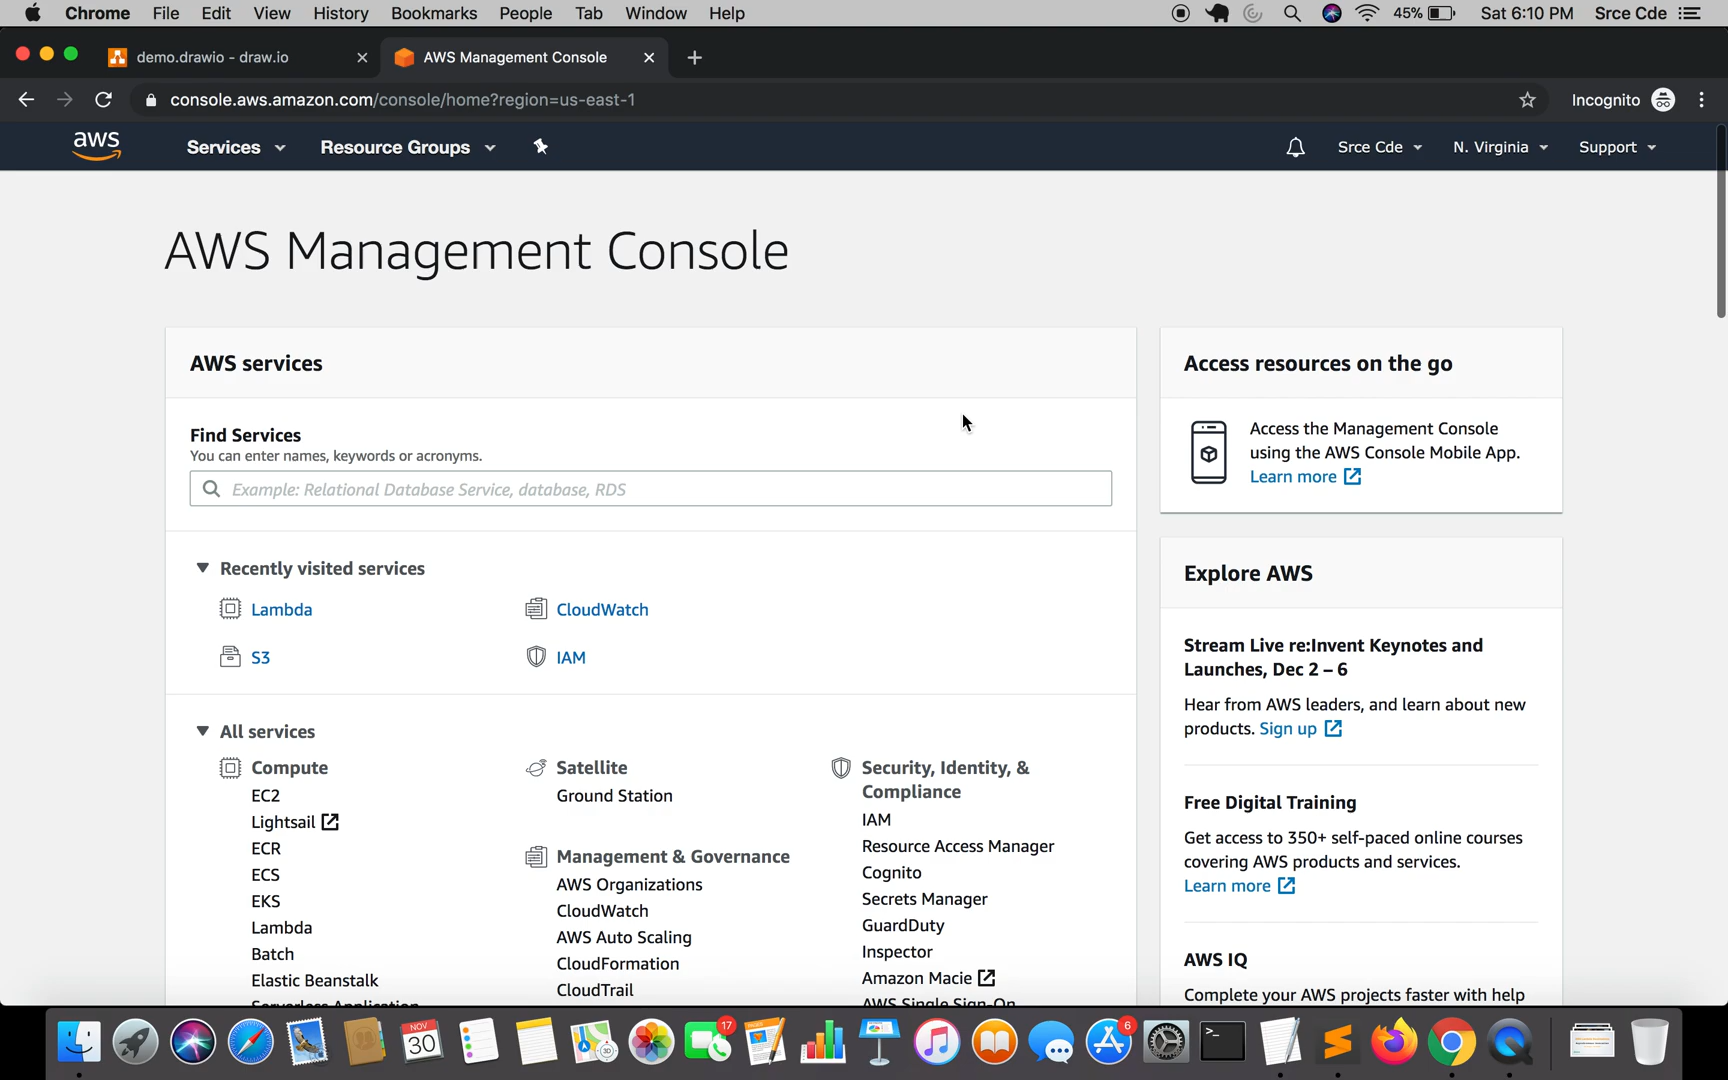 Chrome File Edit View History Bookmarks People Tab Window Help 45% Sat 6:10 PM Srce Cde
demo.drawio - draw.io AWS Management Console
console.aws.amazon.com/console/home?region=us-east-1 Incognito
aws Services Resource Groups Srce Cde N. Virginia Support
AWS Management Console
AWS services
Find Services
You can enter names, keywords or acronyms.
Example: Relational Database Service, database, RDS
Recently visited services
Lambda CloudWatch
S3 IAM
All services
Compute
EC2
Lightsail
ECR
ECS
EKS
Lambda
Batch
Elastic Beanstalk
Serverless Application
Satellite
Ground Station
Management & Governance
AWS Organizations
CloudWatch
AWS Auto Scaling
CloudFormation
CloudTrail
Security, Identity, &
Compliance
IAM
Resource Access Manager
Cognito
Secrets Manager
GuardDuty
Inspector
Amazon Macie
AWS Single Sign-On
Access resources on the go
Access the Management Console
using the AWS Console Mobile App.
Learn more
Explore AWS
Stream Live re:Invent Keynotes and
Launches, Dec 2 – 6
Hear from AWS leaders, and learn about new
products. Sign up
Free Digital Training
Get access to 350+ self-paced online courses
covering AWS products and services.
Learn more
AWS IQ
Complete your AWS projects faster with help
NOV
30
17
6